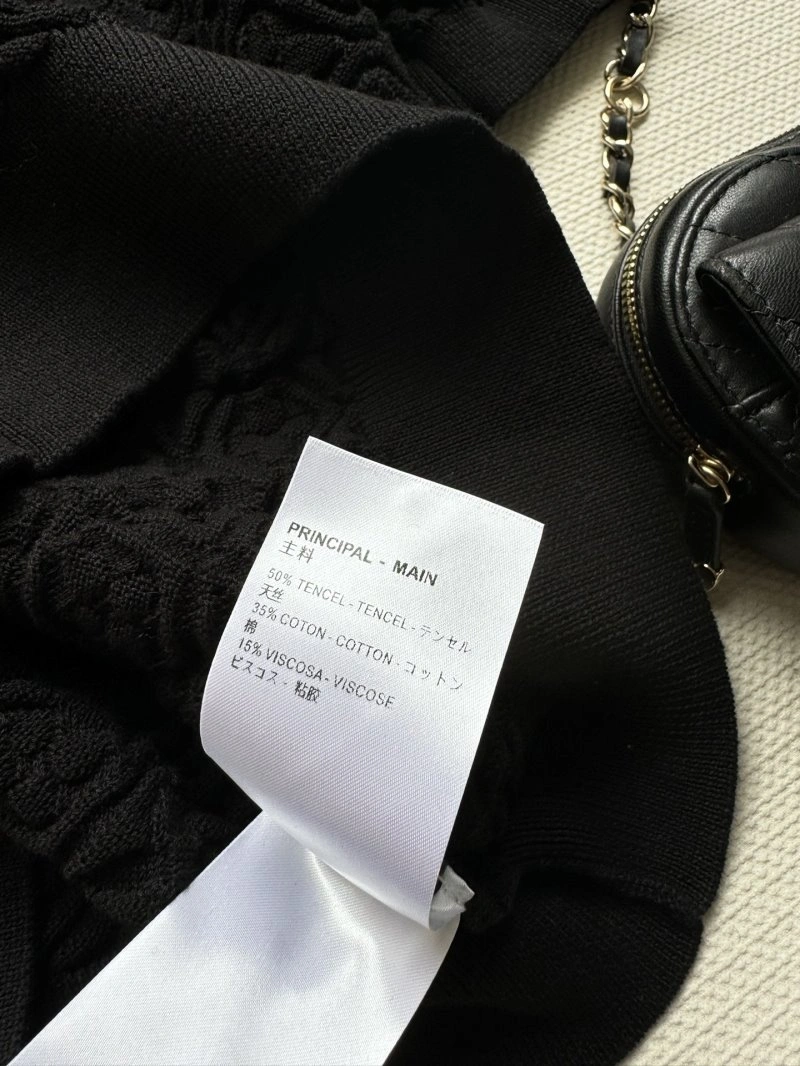 PRINCIPAL - MAIN
主料
50% TENCEL - TENCEL - テンセル
天丝
35% COTON - COTTON - コットン
棉
15% VISCOSA - VISCOSE
ビスコス - 粘胶